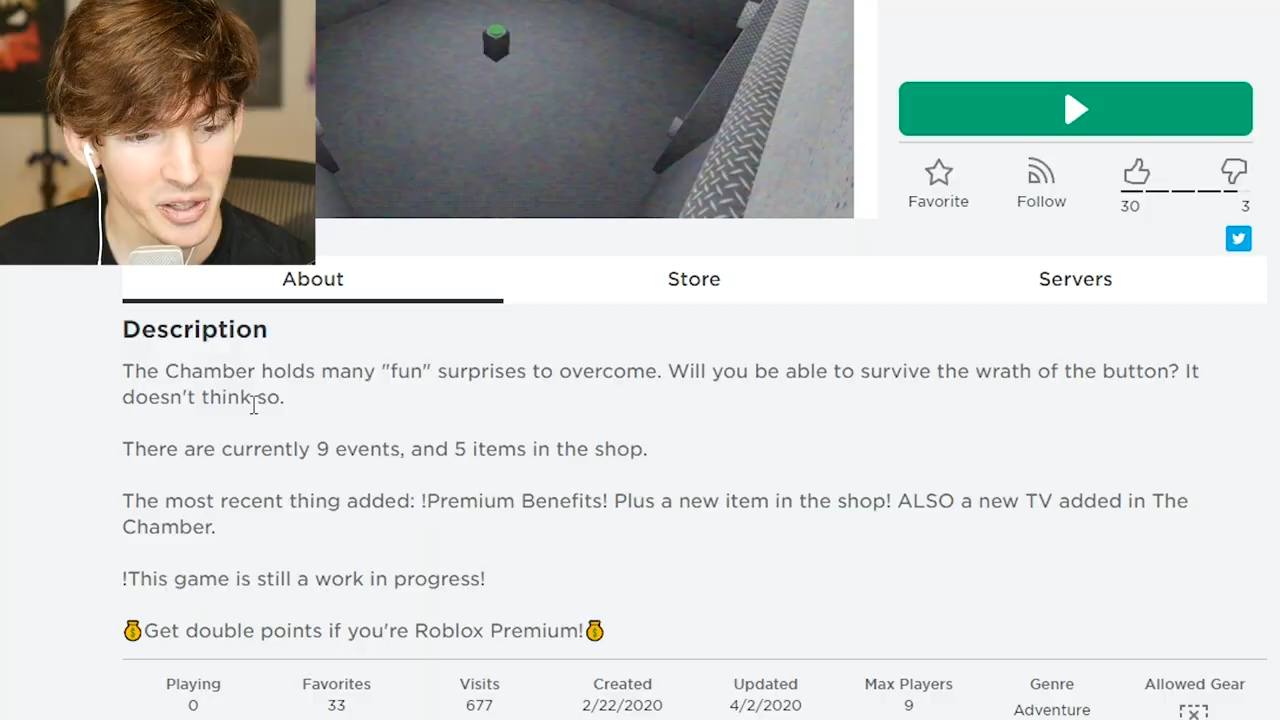 Favorite
Follow
30
3
About
Store
Servers
Description
The Chamber holds many "fun" surprises to overcome. Will you be able to survive the wrath of the button? It
doesn't think so.
There are currently 9 events, and 5 items in the shop.
The most recent thing added: !Premium Benefits! Plus a new item in the shop! ALSO a new TV added in The
Chamber.
!This game is still a work in progress!
💰Get double points if you're Roblox Premium!💰
Playing Favorites Visits Created Updated Max Players Genre Allowed Gear
0 33 677 2/22/2020 4/2/2020 9 Adventure